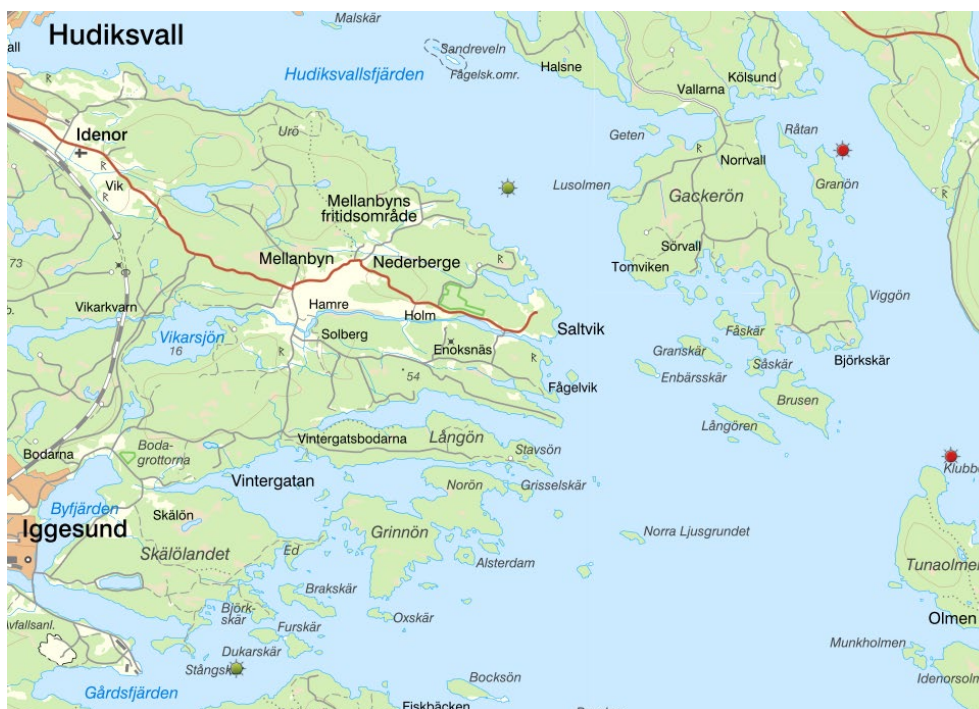 Malskär
Hudiksvall
all
Sandreveln
Fågelsk.omr.
Halsne
Kölsund
Vallarna
Hudiksvallsfjärden
Urö
Idenor
Geten
Råtan
Norrvall
Granön
Vik
Lusolmen
Gackerön
Mellanbyns
fritidsområde
Sörvall
Tomviken
Mellanbyn
Nederberge
73
Viggön
Vikarkvarn
Hamre
Holm
Saltvik
Vikarsjön
16
Solberg
Enoksnäs
Fåskär
Granskär
Såskär
Björkskär
Enbärsskär
54
Fågelvik
Brusen
Långören
Vintergatsbodarna
Långön
Stavsön
Boda-
grottorna
Bodarna
Vintergatan
Norön
Grisselskär
Byfjärden
Skälön
Iggesund
Grinnön
Norra Ljusgrundet
Skälölandet
Ed
Alsterdam
Tunaolmen
Brakskär
Björk-
skär
Oxskär
Olmen
Avfallsanl.
Furskär
Munkholmen
Dukarskär
Bocksön
Gårdsfjärden
Fiskbäcken